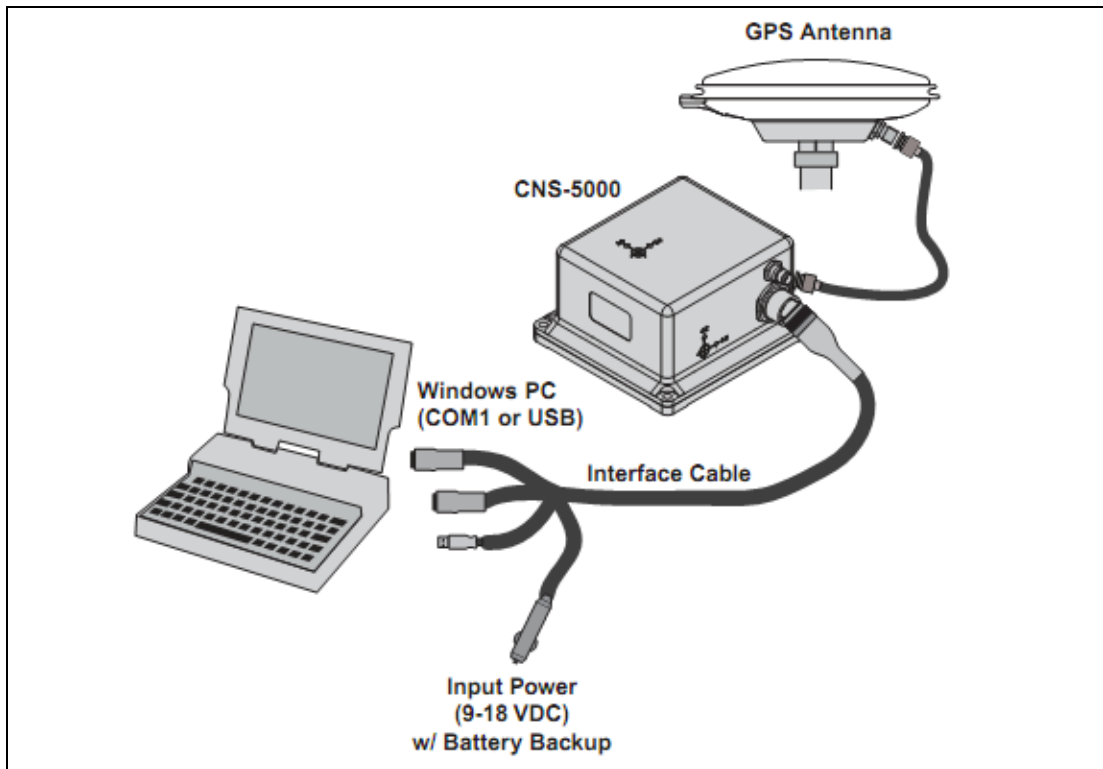 GPS Antenna
CNS-5000
Windows PC
(COM1 or USB)
Interface Cable
Input Power
(9-18 VDC)
w/ Battery Backup